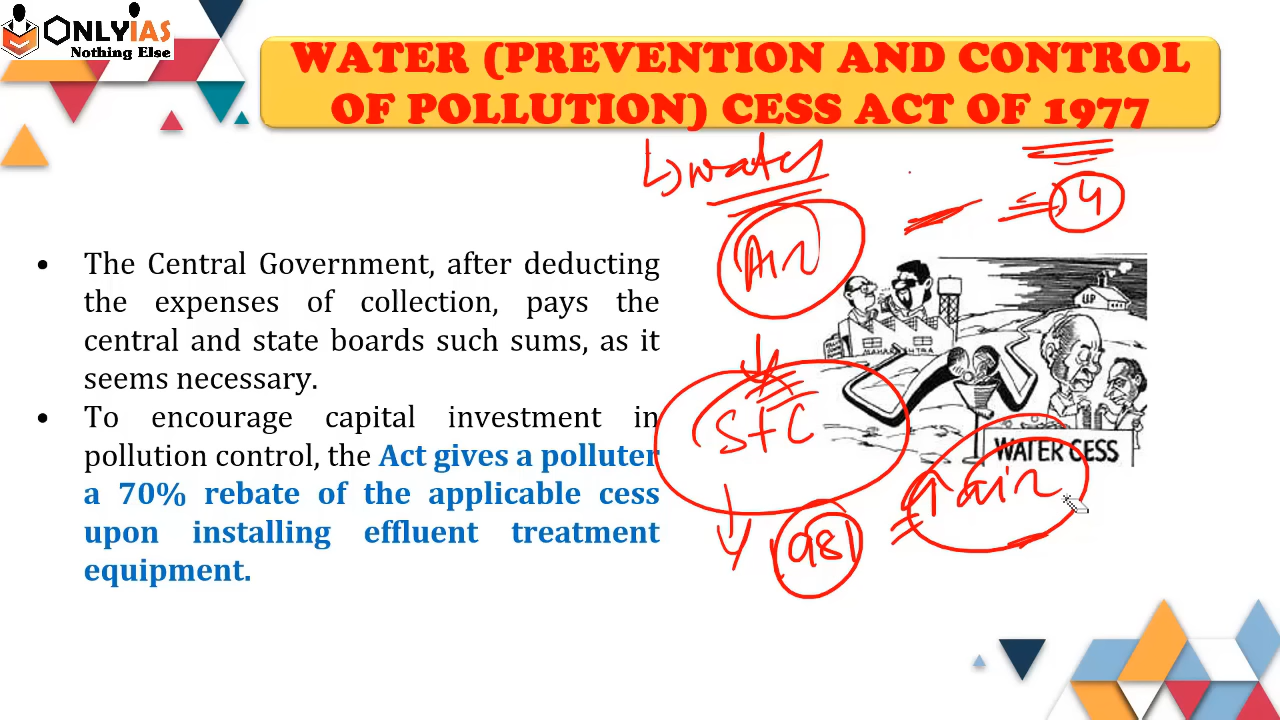 ONLYIAS
Nothing Else
WATER (PREVENTION AND CONTROL
OF POLLUTION) CESS ACT OF 1977
water
4
Air
• The Central Government, after deducting
the expenses of collection, pays the
central and state boards such sums, as it
seems necessary.
• To encourage capital investment in
pollution control, the Act gives a polluter
a 70% rebate of the applicable cess
upon installing effluent treatment
equipment.
U.P
MAHARASHTRA
WATER CESS
air
981